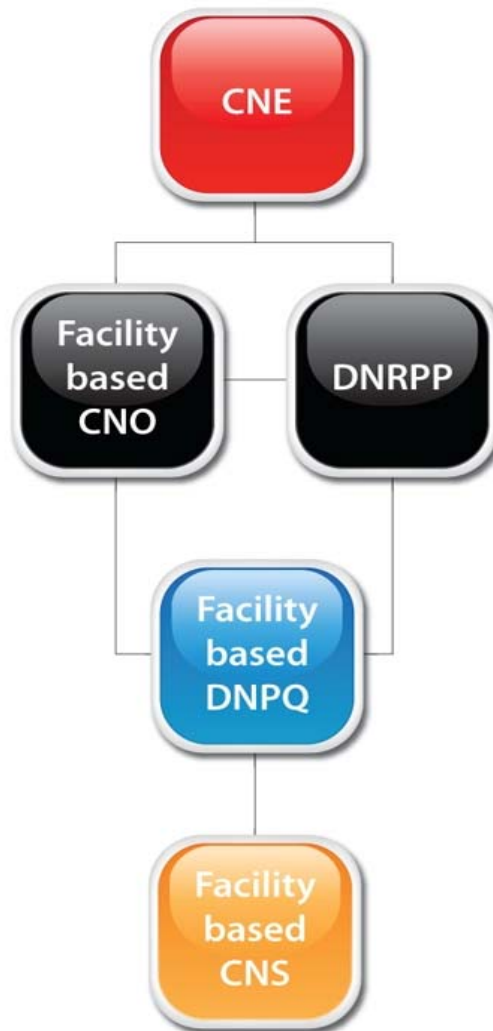 CNE
Facility
based
CNO
DNRPP
Facility
based
DNPQ
Facility
based
CNS